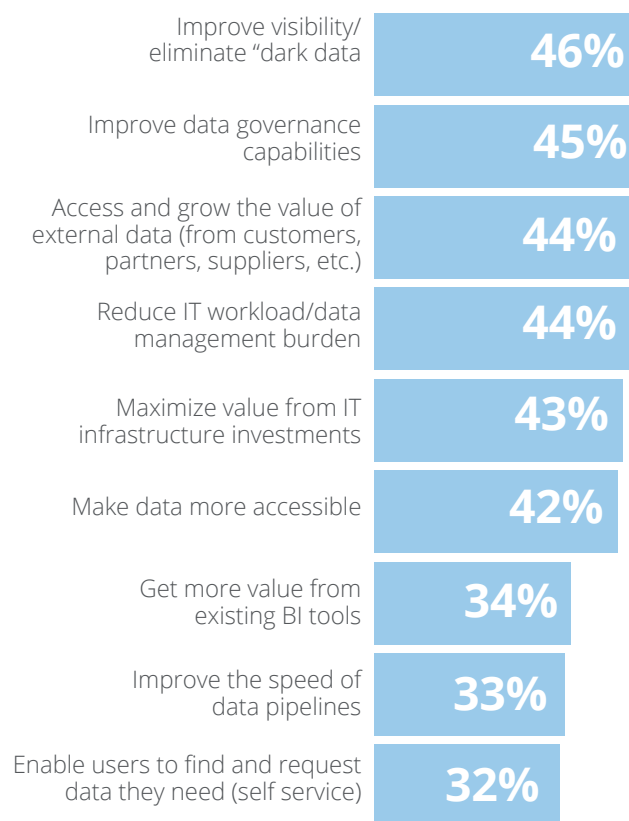 Improve visibility/
eliminate “dark data
46%
Improve data governance
capabilities
45%
Access and grow the value of
external data (from customers,
partners, suppliers, etc.)
44%
Reduce IT workload/data
management burden
44%
Maximize value from IT
infrastructure investments
43%
Make data more accessible
42%
Get more value from
existing BI tools
34%
Improve the speed of
data pipelines
33%
Enable users to find and request
data they need (self service)
32%